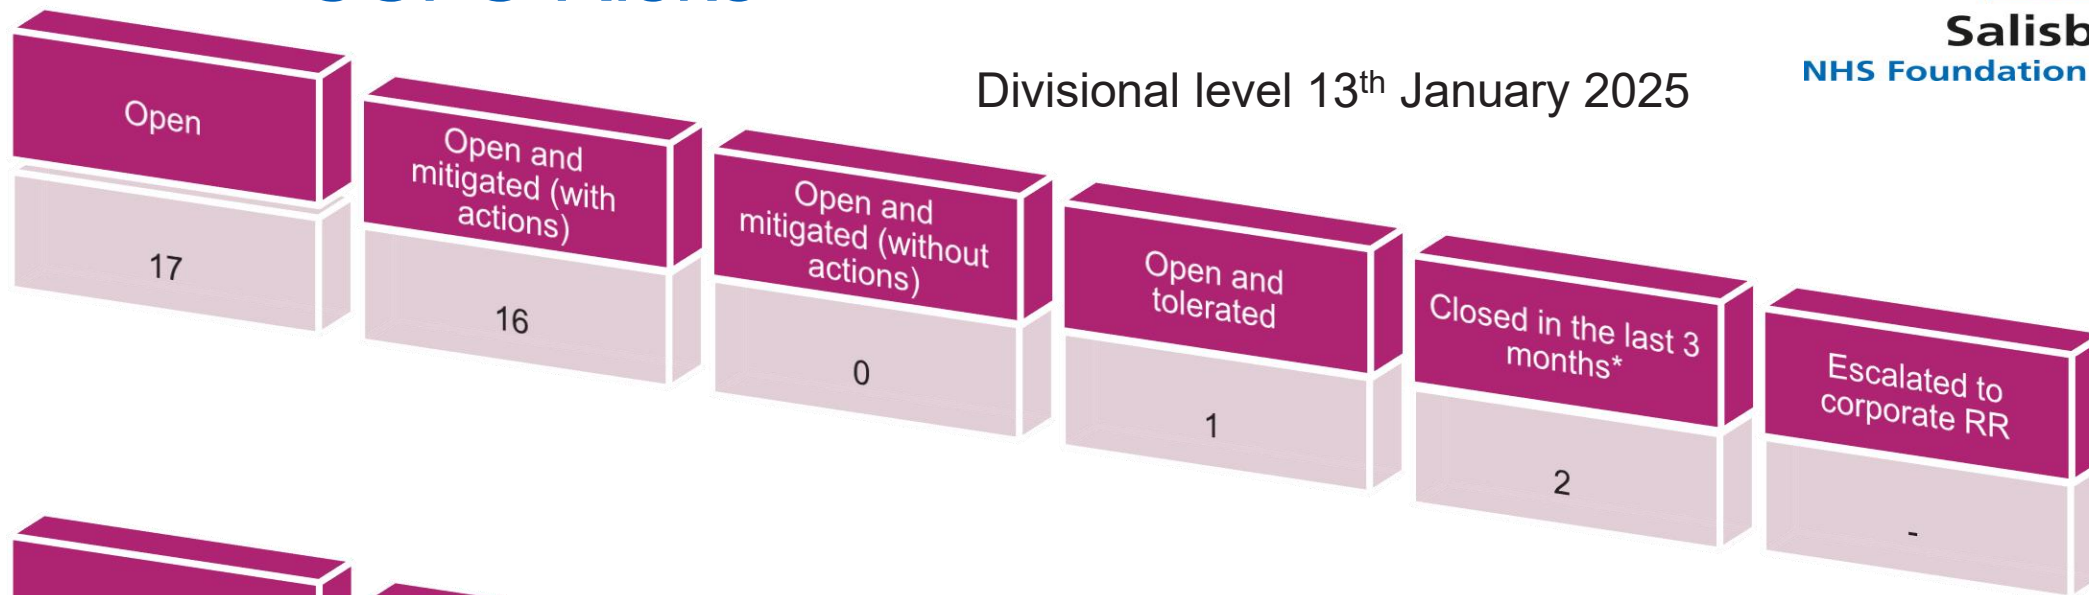 Salisb
NHS Foundation
Divisional level 13th January 2025
Open
17
Open and
mitigated (with
actions)
16
Open and
mitigated (without
actions)
0
Open and
tolerated
1
Closed in the last 3
months*
2
Escalated to
corporate RR
-